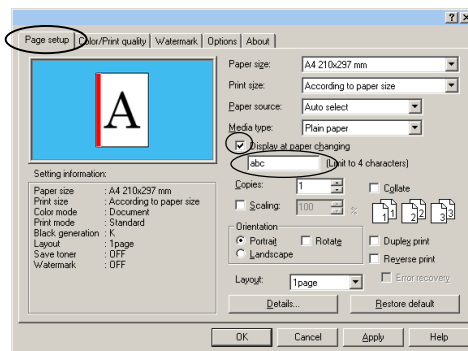 Page setup Color/Print quality Watermark Options About
Paper size: A4 210x297 mm
Print size: According to paper size
Paper source: Auto select
Media type: Plain paper
Display at paper changing
abc (Limit to 4 characters)
A
Setting information:
Paper size : A4 210x297 mm
Print size : According to paper size
Color mode : Document
Print mode : Standard
Black generation : K
Layout : 1page
Save toner : OFF
Watermark : OFF
Copies: 1 Collate
Scaling: 100 %
1 1 2 2 3 3
Orientation
Portrait Rotate Duplex print
Landscape Reverse print
Layout: 1page Error recovery
Details... Restore default
OK Cancel Apply Help